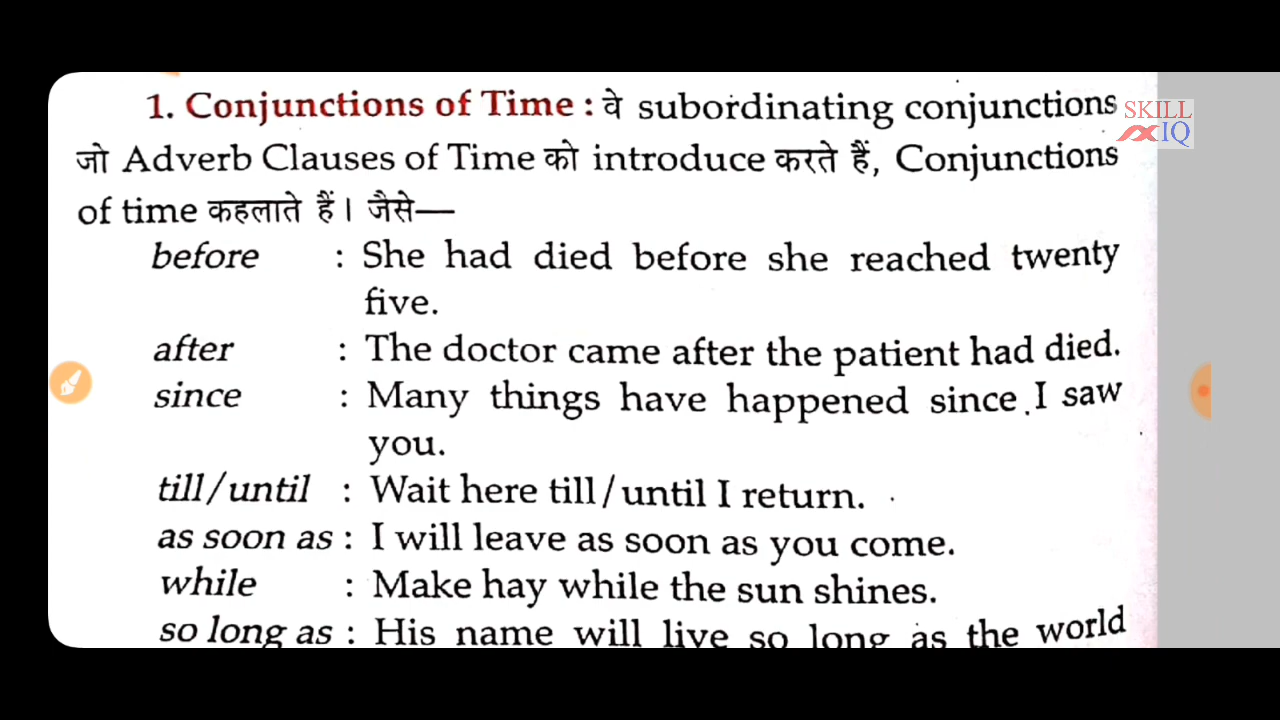 1. Conjunctions of Time : वे subordinating conjunctions
SKILL
IQ
जो Adverb Clauses of Time को introduce करते हैं, Conjunctions
of time कहलाते हैं। जैसे—
before : She had died before she reached twenty
five.
after : The doctor came after the patient had died.
since : Many things have happened since I saw
you.
till/until : Wait here till/until I return.
as soon as : I will leave as soon as you come.
while : Make hay while the sun shines.
so long as : His name will live so long as the world